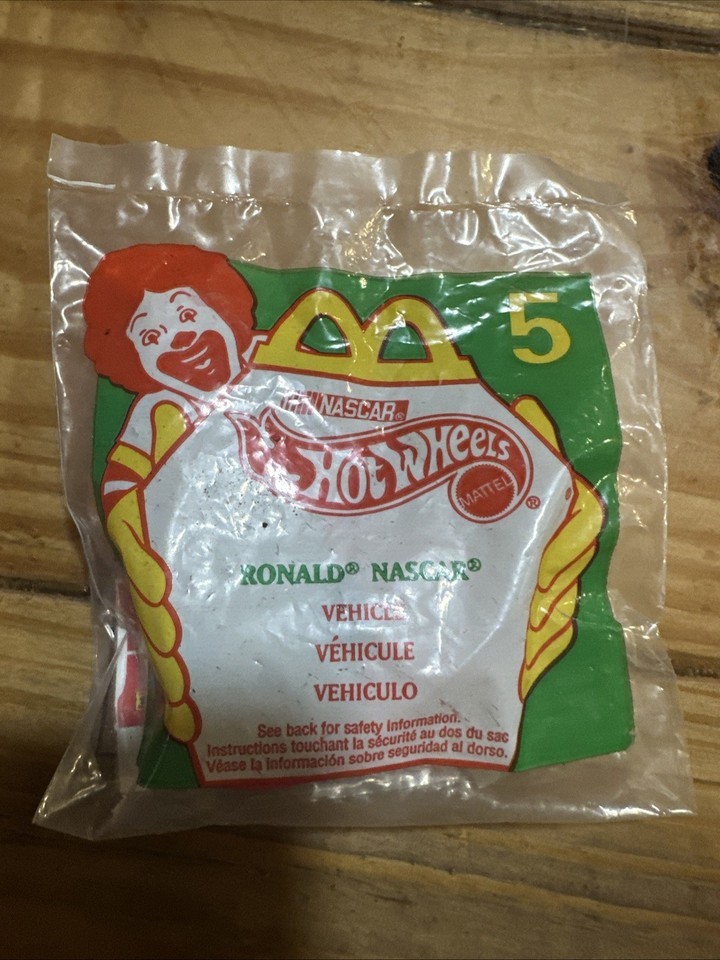 5
NASCAR®
HOT WHEELS ®
MATTEL
RONALD® NASCAR®
VEHICLE
VÉHICULE
VEHICULO
See back for safety information.
Instructions touchant la sécurité au dos du sac
Véase la información sobre seguridad al dorso.